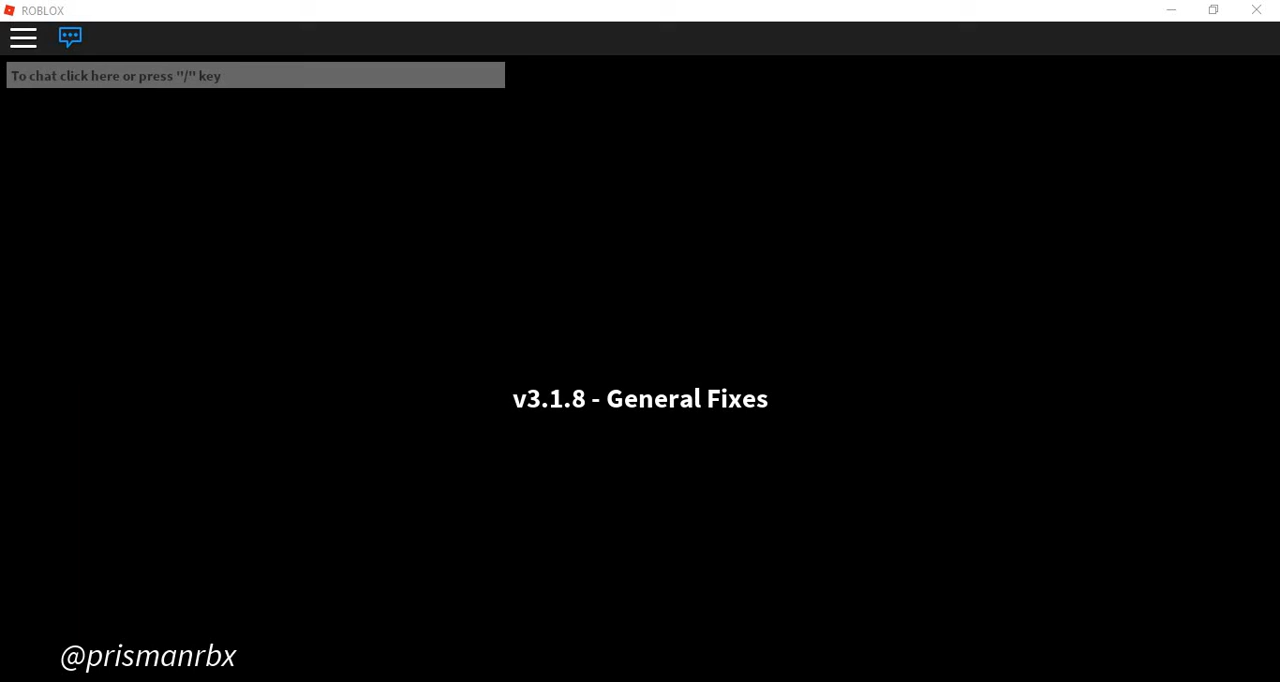 ROBLOX
To chat click here or press "/" key
v3.1.8 - General Fixes
@prismanrbx